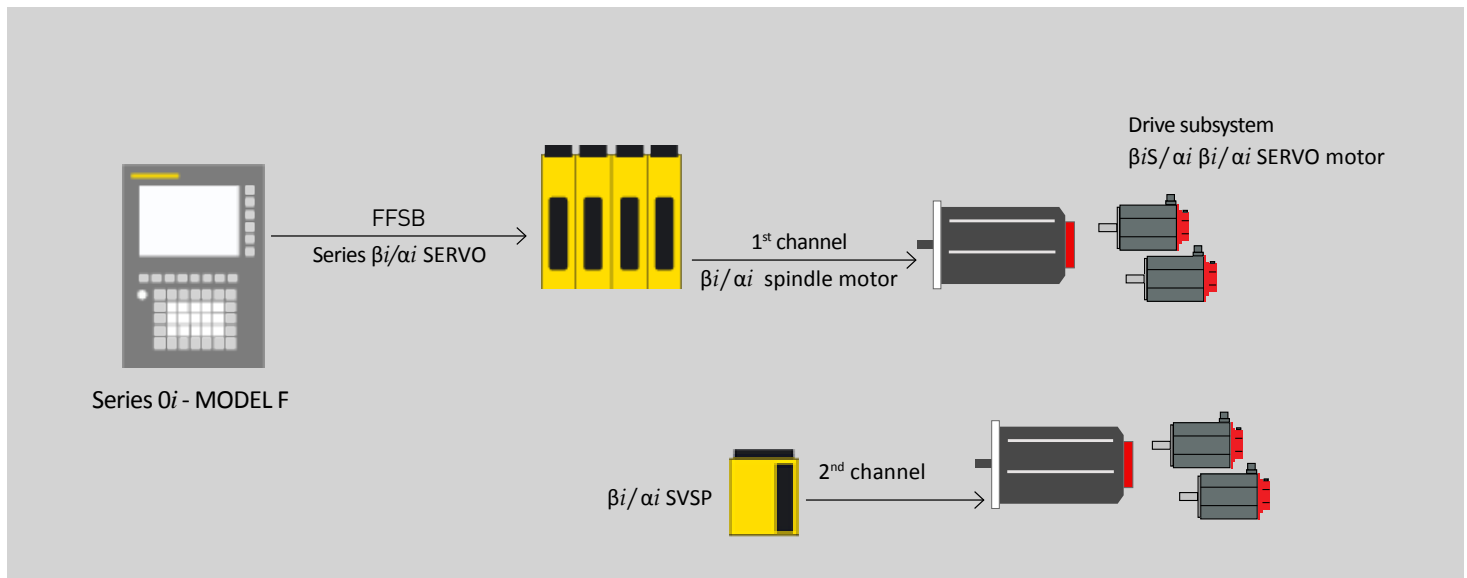 Drive subsystem
βiS/αi βi/αi SERVO motor
FFSB
Series βi/αi SERVO
1st channel
βi/αi spindle motor
Series 0i - MODEL F
βi/αi SVSP
2nd channel